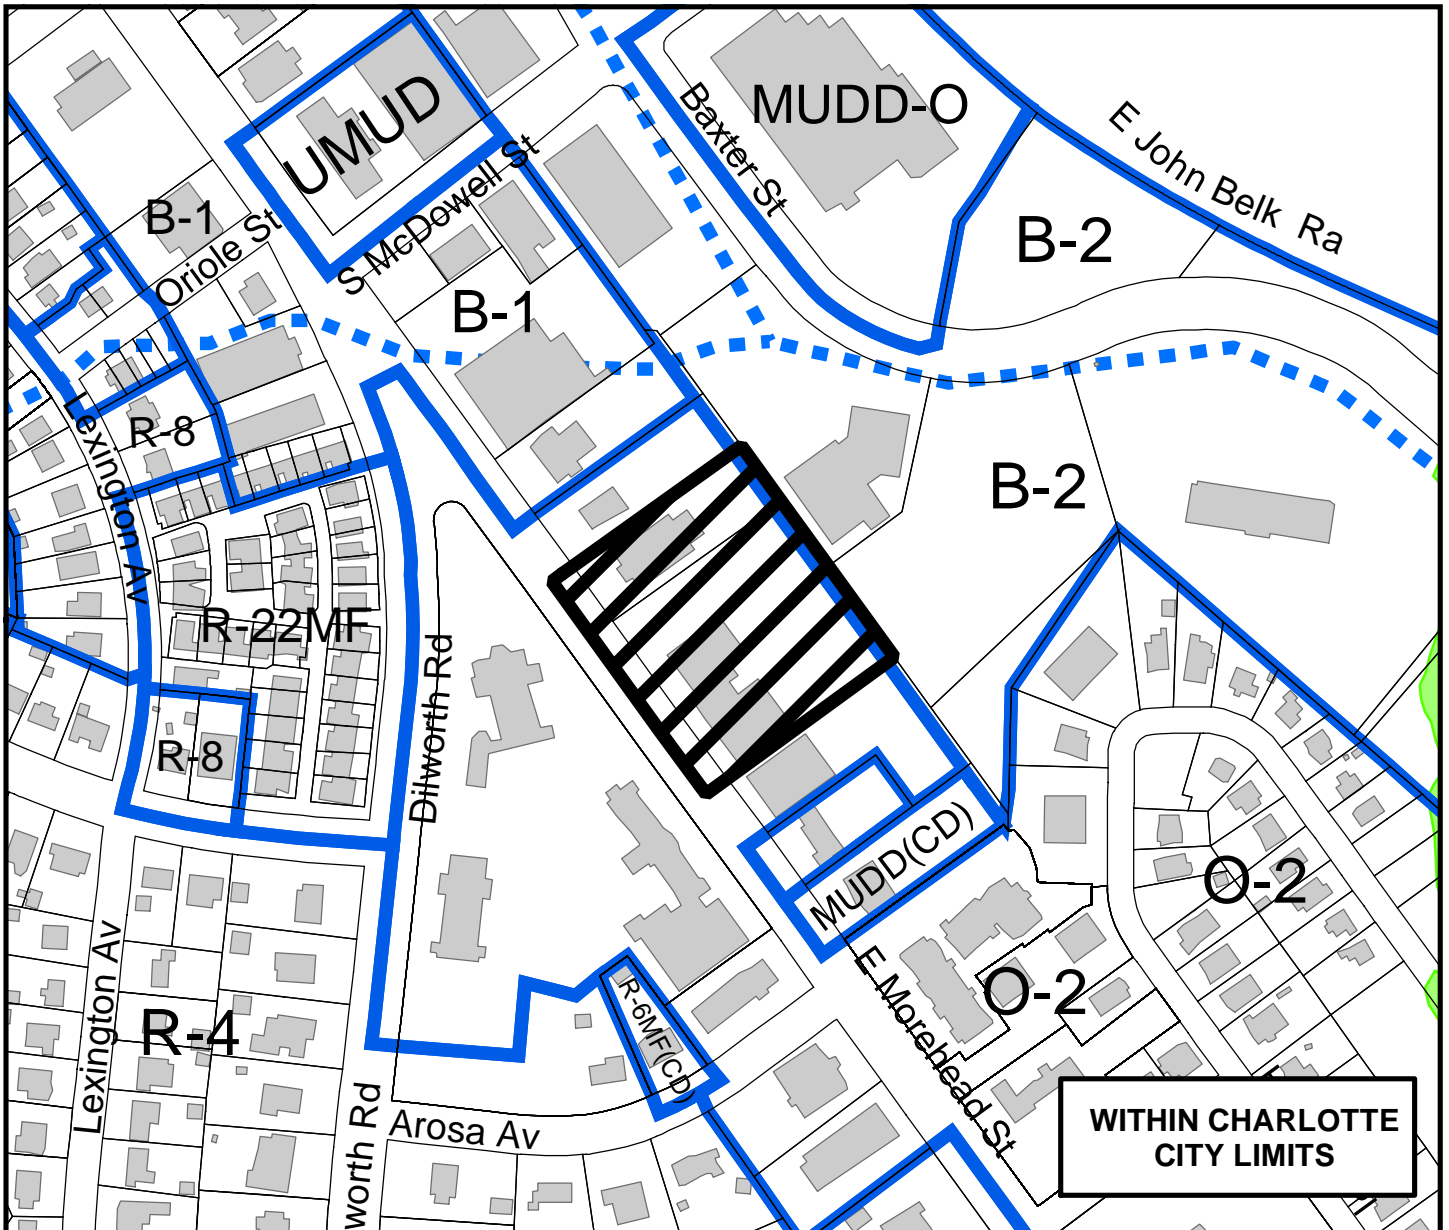 MUDD-O
E John Belk Ra
Baxter St
UMUD
S McDowell St
B-1
Oriole St
B-2
B-1
R-8
Lexington Av
B-2
R-22MF
Dilworth Rd
R-8
MUDD(CD)
O-2
E Morehead St
O-2
R-6MF(CD)
R-4
Lexington Av
worth Rd
Arosa Av
WITHIN CHARLOTTE
CITY LIMITS